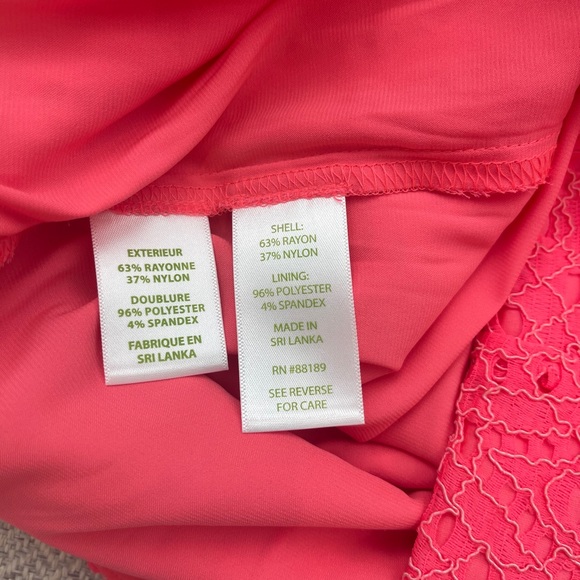 EXTERIEUR
63% RAYONNE
37% NYLON
DOUBLURE
96% POLYESTER
4% SPANDEX
FABRIQUE EN
SRI LANKA
SHELL:
63% RAYON
37% NYLON
LINING:
96% POLYESTER
4% SPANDEX
MADE IN
SRI LANKA
RN #88189
SEE REVERSE
FOR CARE